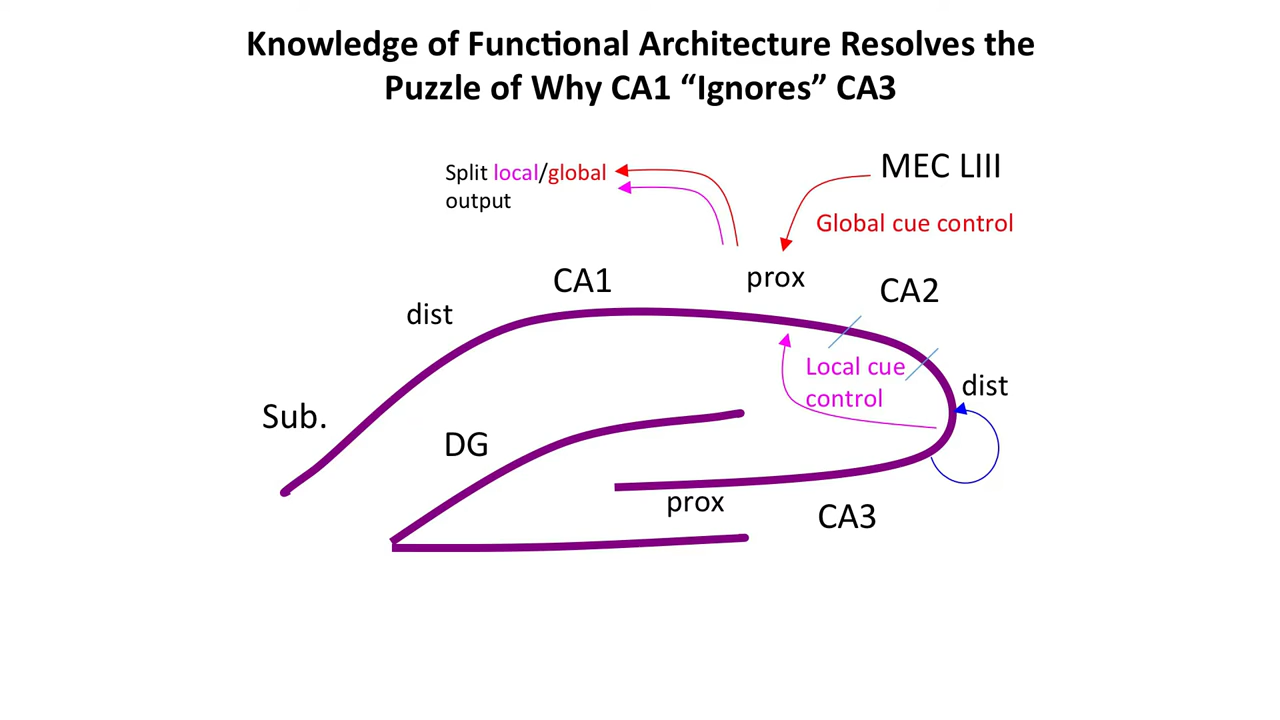 Knowledge of Functional Architecture Resolves the
Puzzle of Why CA1 “Ignores” CA3
Split local/global
output
MEC LIII
Global cue control
CA1
prox
CA2
dist
Local cue
control
dist
Sub.
DG
prox
CA3